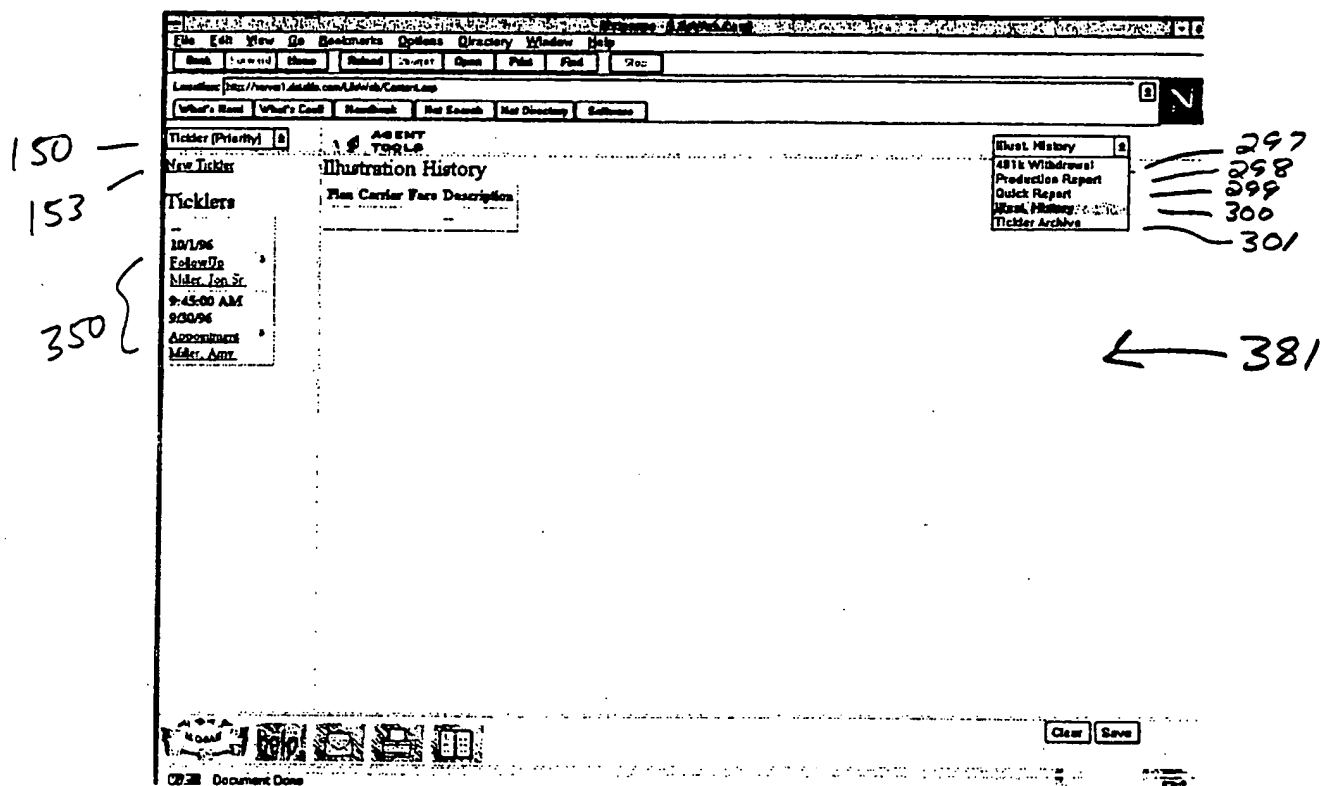 File Edit View Go Bookmarks Options Directory Window Help
Back Forward Home Reload Open Print Find Stop
Location: http://server1.
What's New! What's Cool! Handbook Net Search Net Directory Software
N
Tickler (Priority)
AGENT
TOOLS
Illust. History
150
297
New Tickler
Illustration History
401k Withdrawal
298
Production Report
299
153
Ticklers
Plan Carrier Face Description
Quick Report
300
--
--
Illust. History
301
Tickler Archive
10/1/96
FollowUp
Miller, Jon Sr.
9:45:00 AM
9/30/96
350
Appointment
Miller, Amy
381
help
Clear Save
Document Done